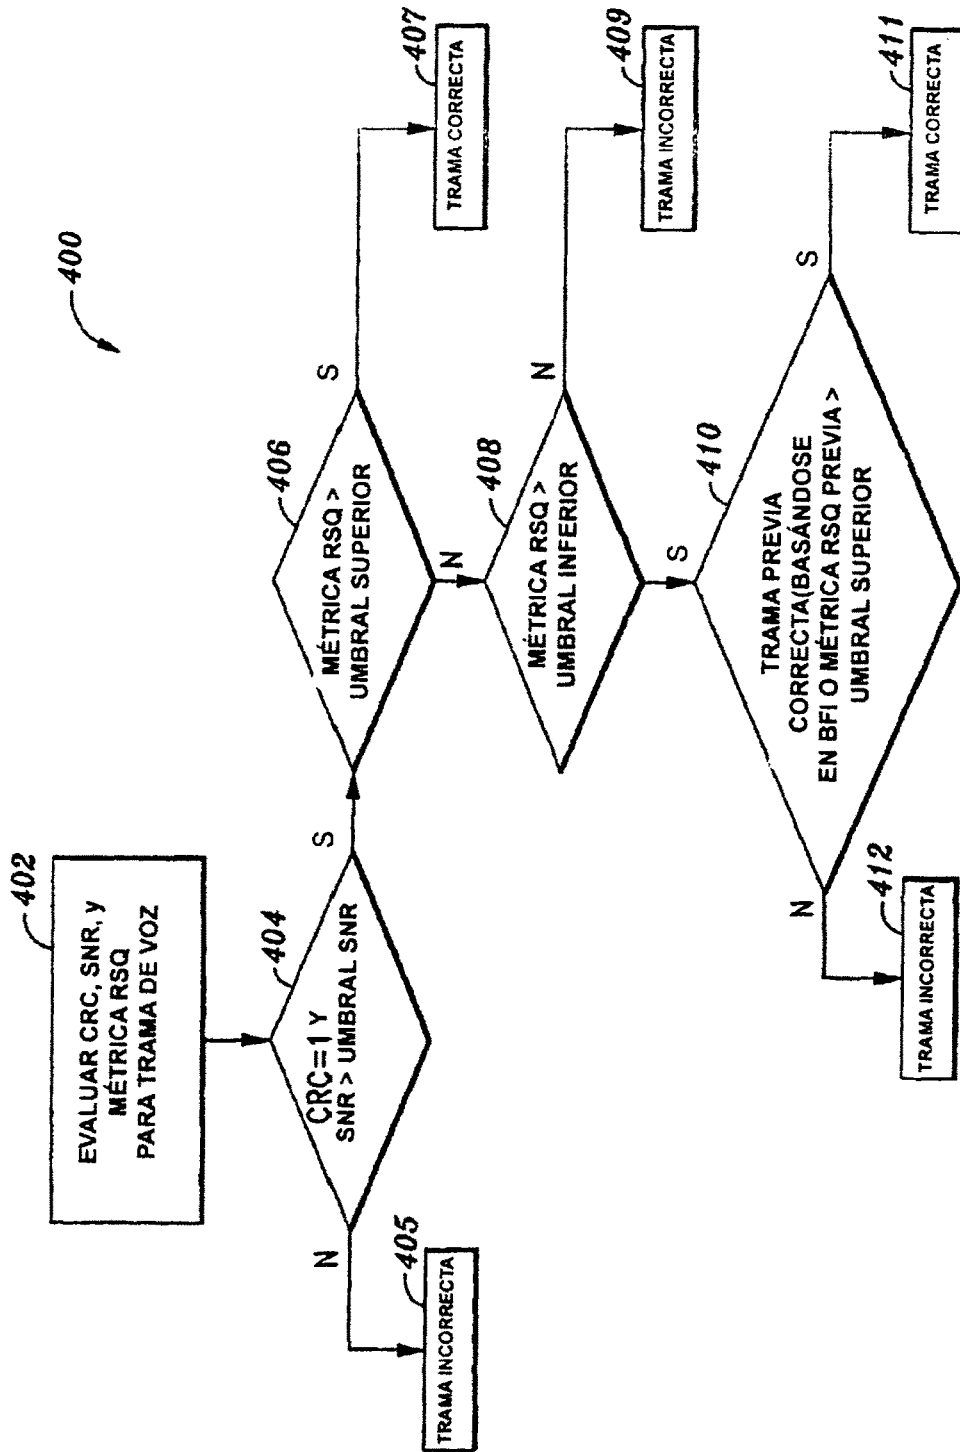 400
402
EVALUAR CRC, SNR, y
MÉTRICA RSQ
PARA TRAMA DE VOZ
404
CRC=1 Y
SNR > UMBRAL SNR
N
S
405
TRAMA INCORRECTA
406
MÉTRICA RSQ >
UMBRAL SUPERIOR
S
N
407
TRAMA CORRECTA
408
MÉTRICA RSQ >
UMBRAL INFERIOR
N
S
409
TRAMA INCORRECTA
410
TRAMA PREVIA
CORRECTA(BASÁNDOSE
EN BFI O MÉTRICA RSQ PREVIA >
UMBRAL SUPERIOR
S
N
411
TRAMA CORRECTA
412
TRAMA INCORRECTA